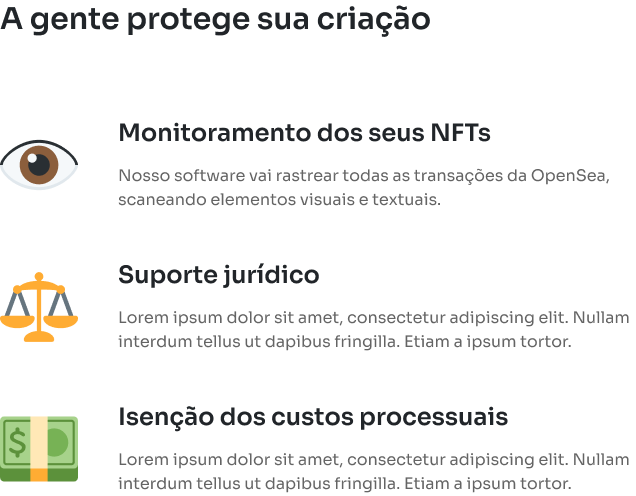 A gente protege sua criação
Monitoramento dos seus NFTs
Nosso software vai rastrear todas as transações da OpenSea,
scaneando elementos visuais e textuais.
Suporte jurídico
Lorem ipsum dolor sit amet, consectetur adipiscing elit. Nullam
interdum tellus ut dapibus fringilla. Etiam a ipsum tortor.
Isenção dos custos processuais
Lorem ipsum dolor sit amet, consectetur adipiscing elit. Nullam
interdum tellus ut dapibus fringilla. Etiam a ipsum tortor.